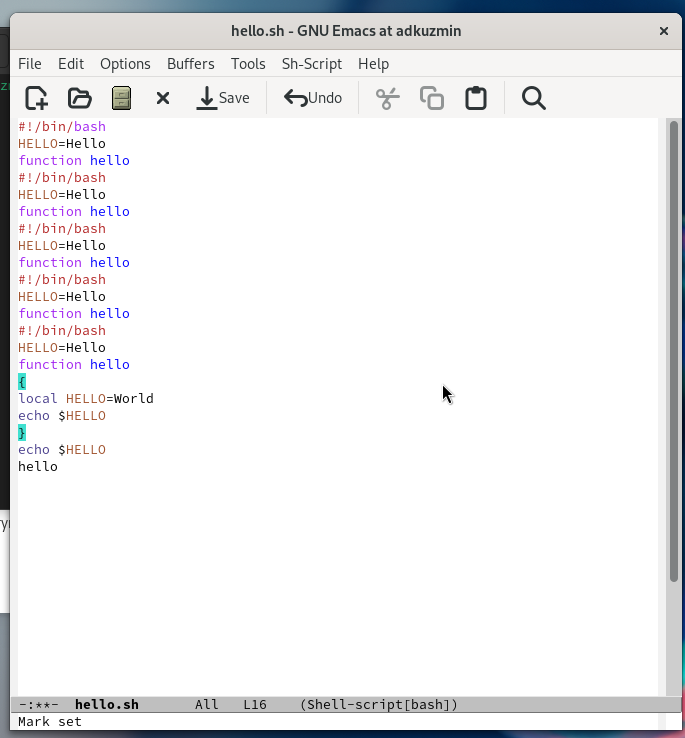 hello.sh - GNU Emacs at adkuzmin ×
File Edit Options Buffers Tools Sh-Script Help
Save Undo
#!/bin/bash
HELLO=Hello
function hello
#!/bin/bash
HELLO=Hello
function hello
#!/bin/bash
HELLO=Hello
function hello
#!/bin/bash
HELLO=Hello
function hello
#!/bin/bash
HELLO=Hello
function hello
{
local HELLO=World
echo $HELLO
}
echo $HELLO
hello
-:**- hello.sh All L16 (Shell-script[bash])
Mark set